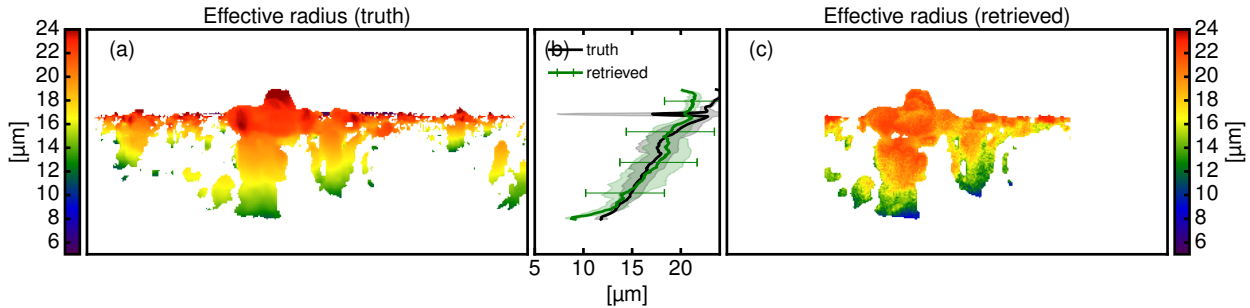 Effective radius (truth)
Effective radius (retrieved)
24
22
20
18
16
14
12
10
8
6
[µm]
(a)
(b)
truth
retrieved
5
10
15
20
[µm]
(c)
24
22
20
18
16
14
12
10
8
6
[µm]